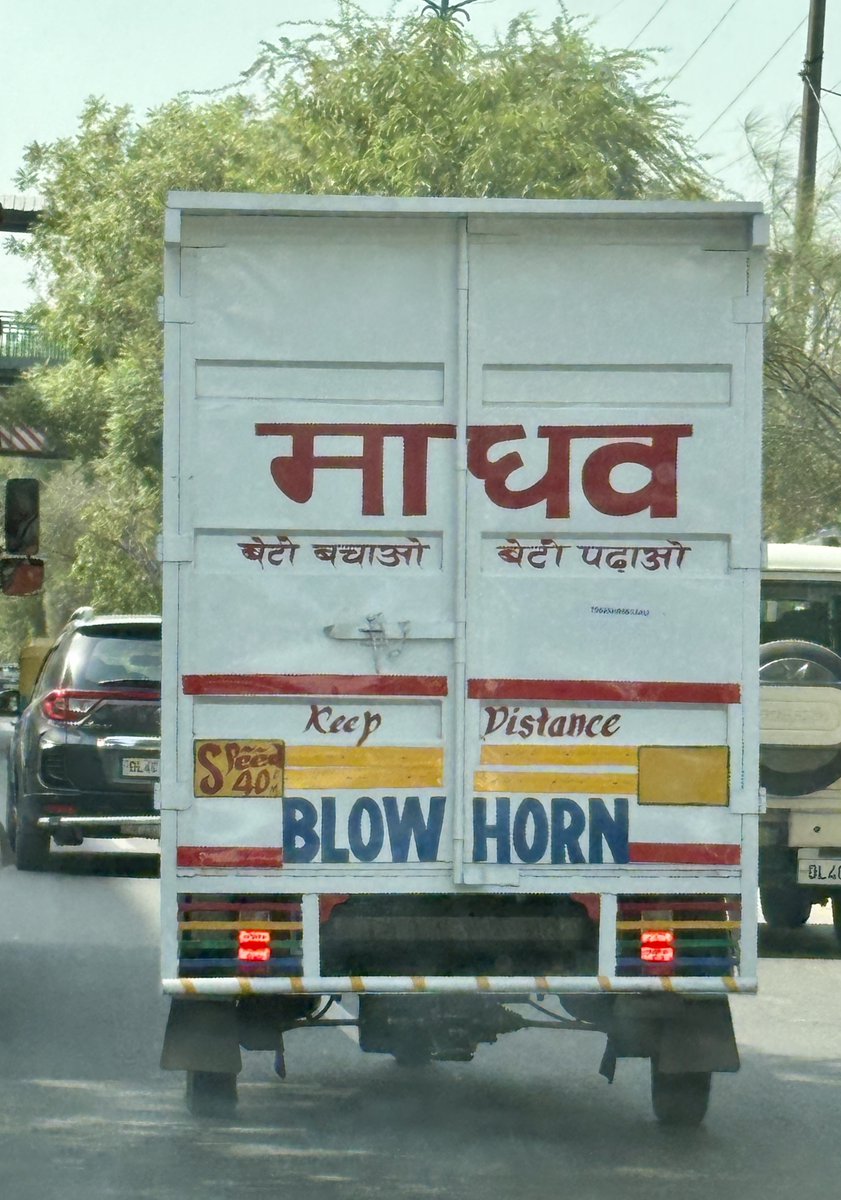 माधव
बेटी बचाओ बेटी पढ़ाओ
Keep Distance
Speed
40
BLOW HORN